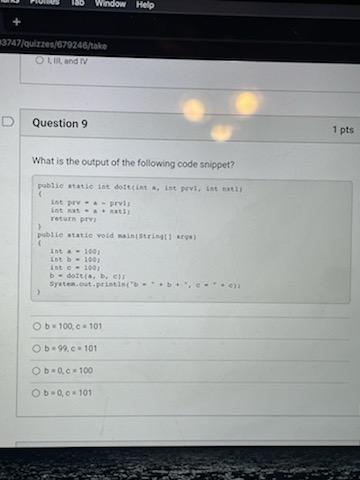 Profiles Tab Window Help
+
3747/quizzes/679246/take
I, III, and IV
Question 9
1 pts
What is the output of the following code snippet?
public static int doIt(int a, int prv1, int nxt1)
{
int prv = a - prv1;
int nxt = a + nxt1;
return prv;
}
public static void main(String[] args)
{
int a = 100;
int b = 100;
int c = 100;
b = doIt(a, b, c);
System.out.println("b = " + b + ", c = " + c);
}
b = 100, c = 101
b = 99, c = 101
b = 0, c = 100
b = 0, c = 101